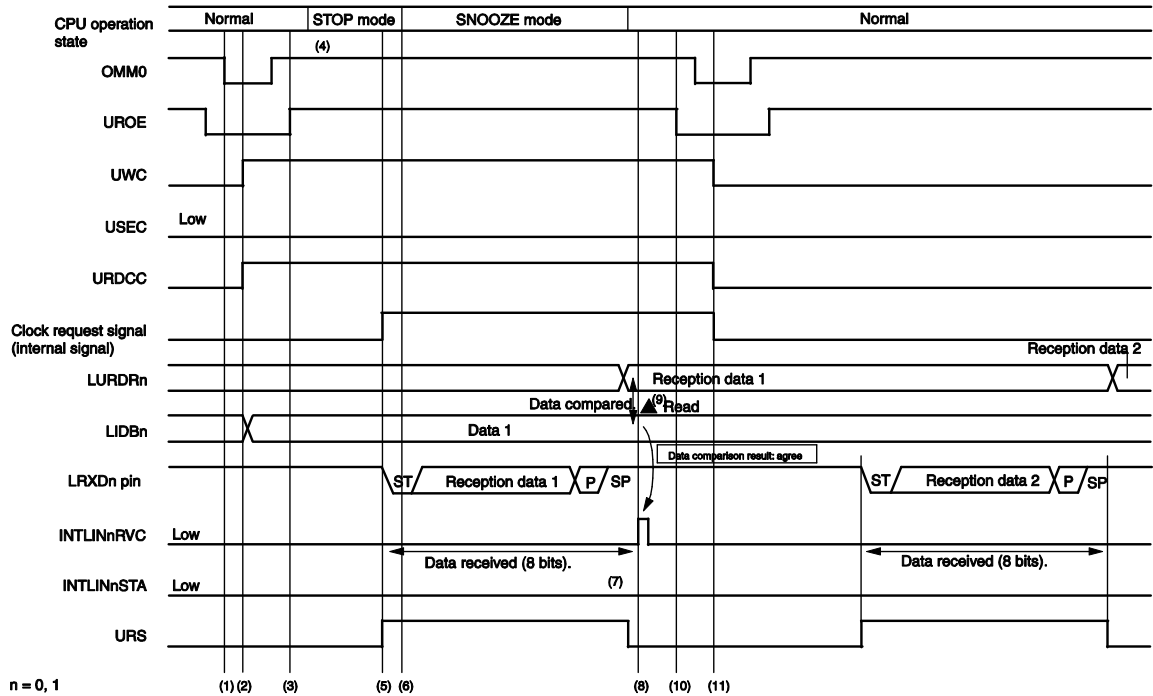 CPU operation
state
Normal
STOP mode
SNOOZE mode
Normal
(4)
OMM0
UROE
UWC
USEC
Low
URDCC
Clock request signal
(internal signal)
Reception data 2
LURDRn
Reception data 1
Data compared.
(9)
Read
LIDBn
Data 1
Data comparison result: agree
LRXDn pin
ST
Reception data 1
P
SP
ST
Reception data 2
P
SP
INTLINnRVC
Low
Data received (8 bits).
Data received (8 bits).
(7)
INTLINnSTA
Low
URS
n = 0, 1
(1) (2) (3) (5) (6) (8) (10) (11)